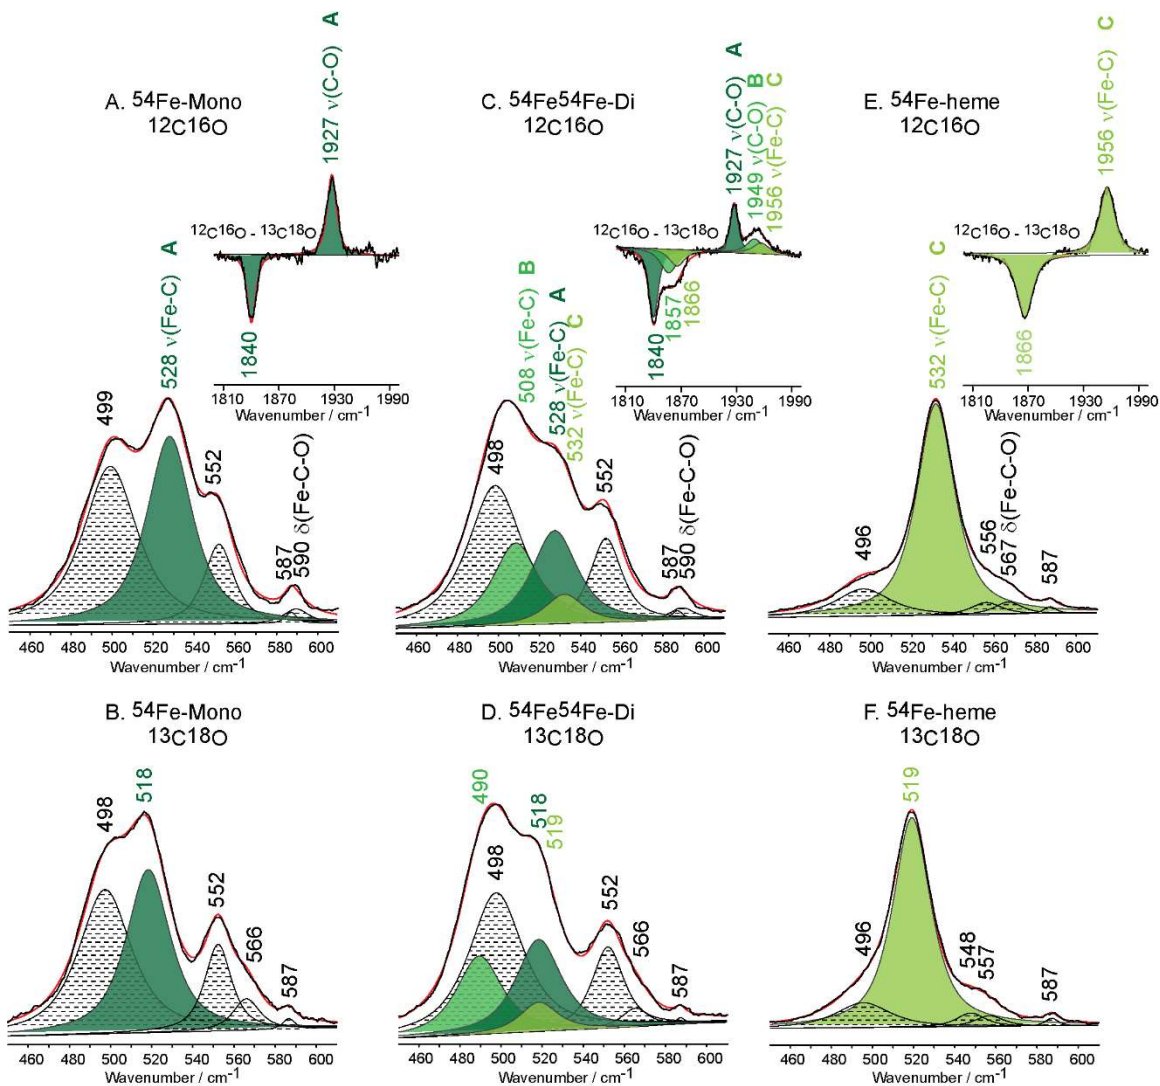 A. 54Fe-Mono
12C16O
1927 ν(C-O) A
12C16O - 13C18O
1840
1810 1870 1930 1990
Wavenumber / cm-1
499
528 ν(Fe-C) A
552
587
590 δ(Fe-C-O)
460 480 500 520 540 560 580 600
Wavenumber / cm-1
C. 54Fe54Fe-Di
12C16O
1927 ν(C-O) A
1949 ν(C-O) B
1956 ν(Fe-C) C
12C16O - 13C18O
1840
1857
1866
1810 1870 1930 1990
Wavenumber / cm-1
498
508 ν(Fe-C) B
528 ν(Fe-C) A
532 ν(Fe-C) C
552
587
590 δ(Fe-C-O)
460 480 500 520 540 560 580 600
Wavenumber / cm-1
E. 54Fe-heme
12C16O
1956 ν(Fe-C) C
12C16O - 13C18O
1866
1810 1870 1930 1990
Wavenumber / cm-1
496
532 ν(Fe-C) C
556
567 δ(Fe-C-O)
587
460 480 500 520 540 560 580 600
Wavenumber / cm-1
B. 54Fe-Mono
13C18O
498
518
552
566
587
460 480 500 520 540 560 580 600
Wavenumber / cm-1
D. 54Fe54Fe-Di
13C18O
490
498
518
519
552
566
587
460 480 500 520 540 560 580 600
Wavenumber / cm-1
F. 54Fe-heme
13C18O
496
519
548
557
587
460 480 500 520 540 560 580 600
Wavenumber / cm-1